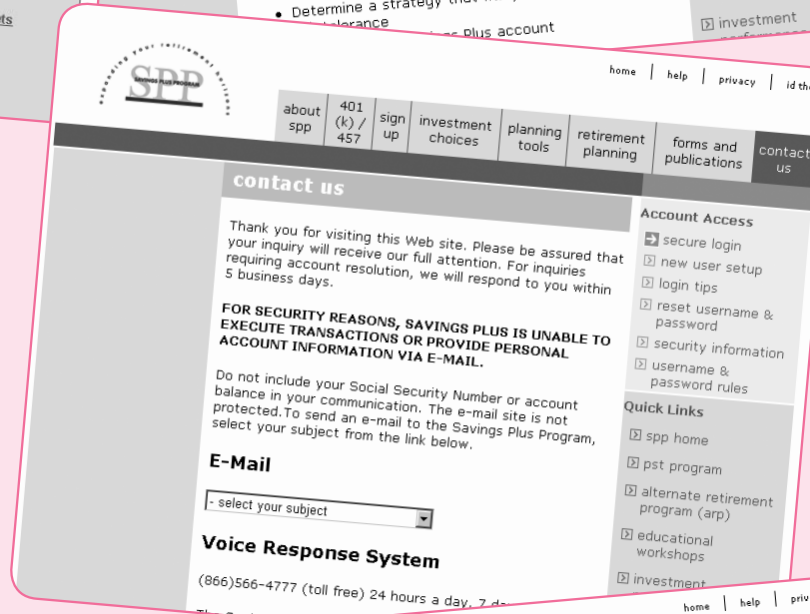 ts
• Determine a strategy that
tolerance
Plus account
investment
home | help | privacy | id
SPP
SAVINGS PLUS PROGRAM
about spp
401 (k) / 457
sign up
investment choices
planning tools
retirement planning
forms and publications
contact us
contact us
Thank you for visiting this Web site. Please be assured that
your inquiry will receive our full attention. For inquiries
requiring account resolution, we will respond to you within
5 business days.
FOR SECURITY REASONS, SAVINGS PLUS IS UNABLE TO
EXECUTE TRANSACTIONS OR PROVIDE PERSONAL
ACCOUNT INFORMATION VIA E-MAIL.
Do not include your Social Security Number or account
balance in your communication. The e-mail site is not
protected.To send an e-mail to the Savings Plus Program,
select your subject from the link below.
E-Mail
- select your subject
Voice Response System
(866)566-4777 (toll free) 24 hours a day, 7
Account Access
secure login
new user setup
login tips
reset username &
password
security information
username &
password rules
Quick Links
spp home
pst program
alternate retirement
program (arp)
educational
workshops
investment
home | help | priv